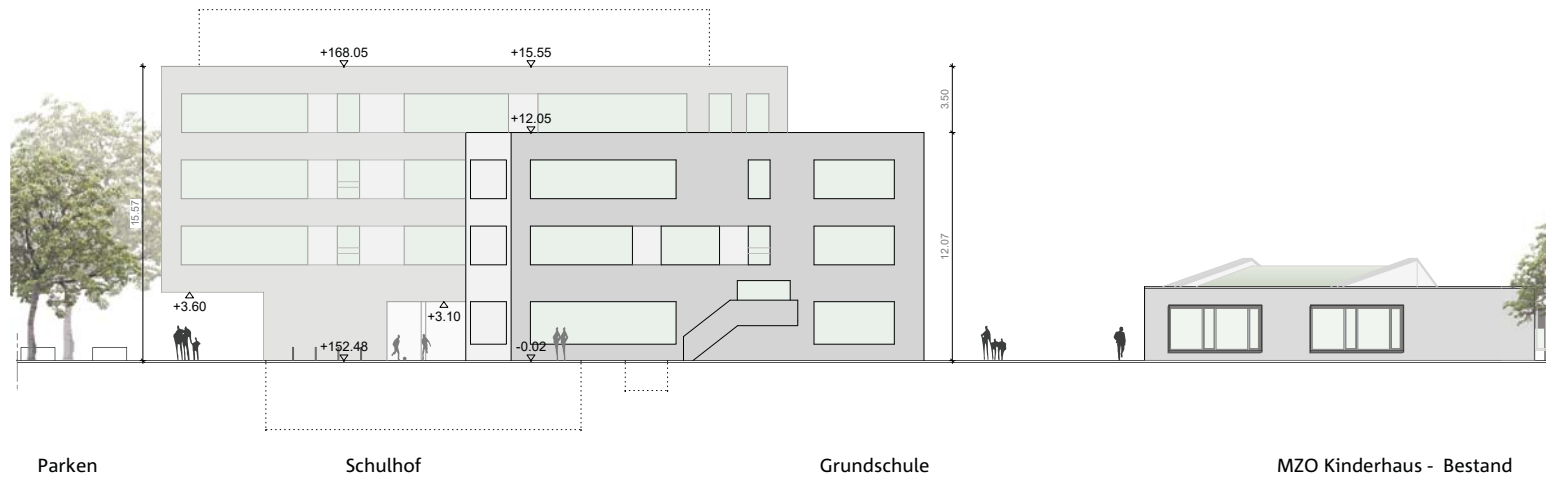 +168.05
+15.55
3.50
+12.05
15.57
12.07
+3.60
+3.10
+152.48
-0.02
Parken
Schulhof
Grundschule
MZO Kinderhaus - Bestand